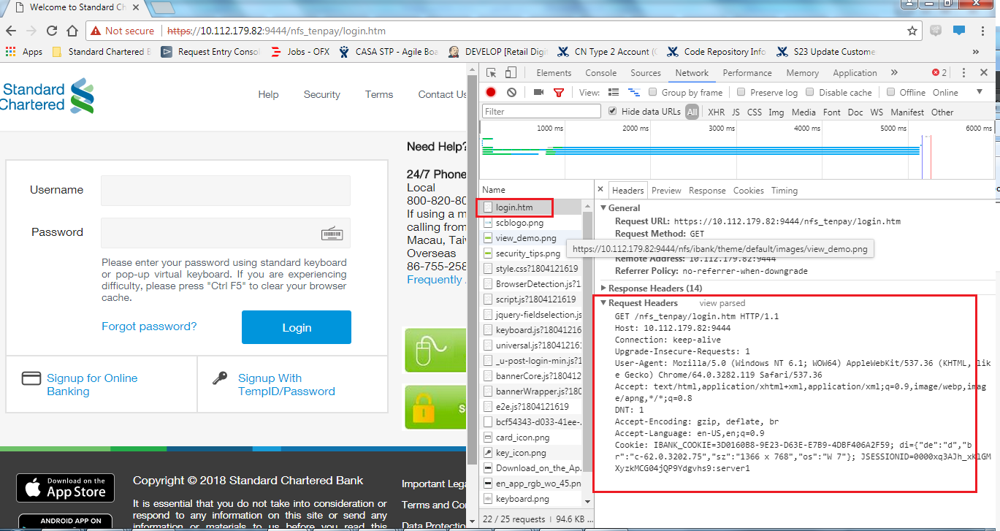 Welcome to Standard Ch
Not secure
https://10.112.179.82:9444/nfs_tenpay/login.htm
Apps
Standard Chartered
Request Entry Conso
Jobs - OFX
CASA STP - Agile Boa
DEVELOP [Retail Digi
CN Type 2 Account (
Code Repository Info
S23 Update Custome
»
Standard
Chartered
Help
Security
Terms
Contact Us
Username
Password
Please enter your password using standard keyboard
or pop-up virtual keyboard. If you are experiencing
difficulty, please press "Ctrl F5" to clear your browser
cache.
Forgot password?
Login
Signup for Online
Banking
Signup With
TempID/Password
Need Help?
24/7 Phone
Local
800-820-80
If using a m
calling from
Macau, Tai
Overseas
86-755-258
Frequently
S
Download on the
App Store
ANDROID APP ON
Copyright © 2018 Standard Chartered Bank
It is essential that you do not take into consideration or
respond to any information on this site or send any
information or materials to us before you read this
Important Lega
Terms and Co
Data Protectio
Elements
Console
Sources
Network
Performance
Memory
Application
»
2
View:
Group by frame
Preserve log
Disable cache
Offline
Online
Filter
Hide data URLs
All
XHR
JS
CSS
Img
Media
Font
Doc
WS
Manifest
Other
1000 ms
2000 ms
3000 ms
4000 ms
5000 ms
6000 ms
Name
login.htm
scblogo.png
view_demo.png
security_tips.png
style.css?1804121619
BrowserDetection.js?1
script.js?1804121619
jquery-fieldselection.js
keyboard.js?18041216
universal.js?180412161
_u-post-login-min.js?1
bannerCore.js?180412
bannerWrapper.js?180
e2e.js?1804121619
bcf54343-d033-41ee-
card_icon.png
key_icon.png
Download_on_the_Ap
en_app_rgb_wo_45.pn
keyboard.png
22 / 25 requests
94.6 KB ...
Headers
Preview
Response
Cookies
Timing
General
Request URL: https://10.112.179.82:9444/nfs_tenpay/login.htm
Request Method: GET
https://10.112.179.82:9444/nfs/ibank/theme/default/images/view_demo.png
Remote Address: 10.112.179.82:9444
Referrer Policy: no-referrer-when-downgrade
Response Headers (14)
Request Headers
view parsed
GET /nfs_tenpay/login.htm HTTP/1.1
Host: 10.112.179.82:9444
Connection: keep-alive
Upgrade-Insecure-Requests: 1
User-Agent: Mozilla/5.0 (Windows NT 6.1; WOW64) AppleWebKit/537.36 (KHTML, lik
e Gecko) Chrome/64.0.3282.119 Safari/537.36
Accept: text/html,application/xhtml+xml,application/xml;q=0.9,image/webp,imag
e/apng,*/*;q=0.8
DNT: 1
Accept-Encoding: gzip, deflate, br
Accept-Language: en-US,en;q=0.9
Cookie: IBANK_COOKIE=3D0160B8-9E23-D63E-E7B9-4DBF406A2F59; di={"de":"d","b
r":"c-62.0.3202.75","sz":"1366 x 768","os":"W 7"}; JSESSIONID=0000xq3AJh_xKlGM
XyzkMCG04jQP9Ydgvhs9:server1